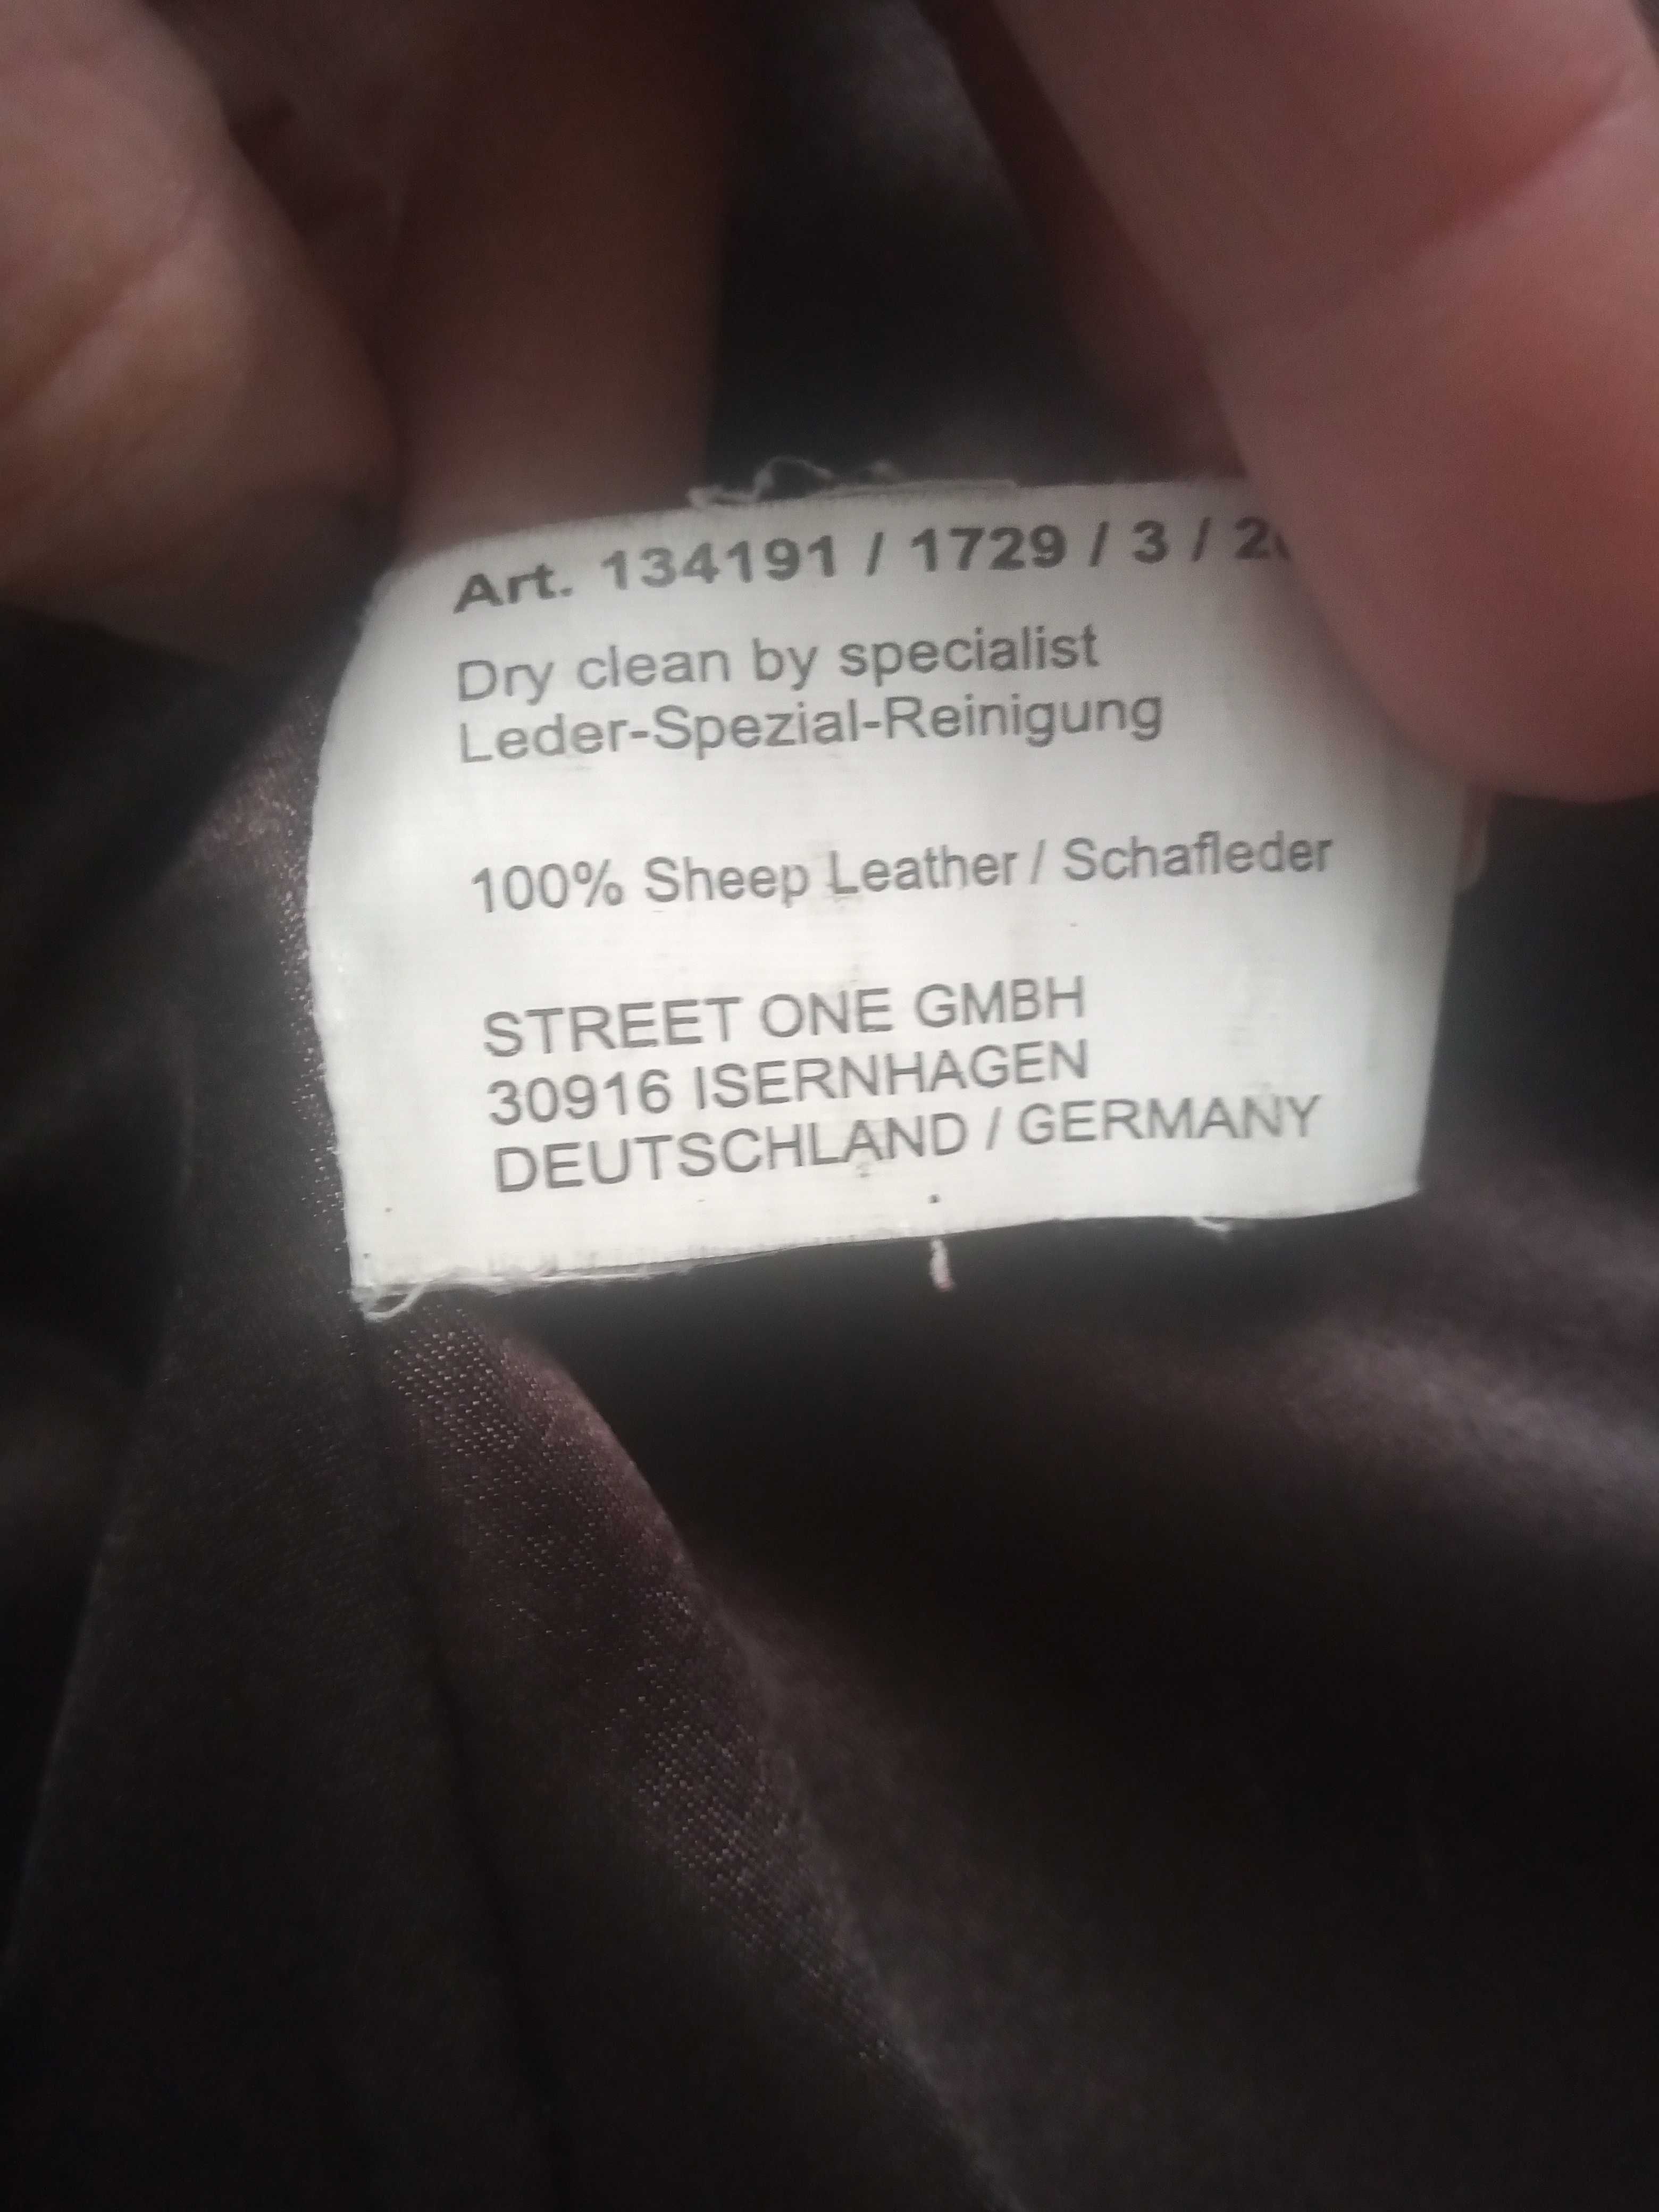 Art. 134191 / 1729 / 3 /
Dry clean by specialist
Leder-Spezial-Reinigung
100% Sheep Leather / Schafleder
STREET ONE GMBH
30916 ISERNHAGEN
DEUTSCHLAND / GERMANY